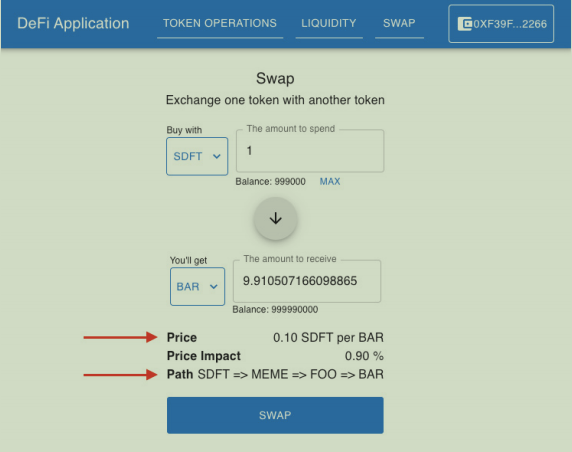 DeFi Application TOKEN OPERATIONS LIQUIDITY SWAP 0XF39F...2266
Swap
Exchange one token with another token
Buy with The amount to spend
SDFT 1
Balance: 999000 MAX
You'll get The amount to receive
BAR 9.910507166098865
Balance: 999990000
Price 0.10 SDFT per BAR
Price Impact 0.90 %
Path SDFT => MEME => FOO => BAR
SWAP